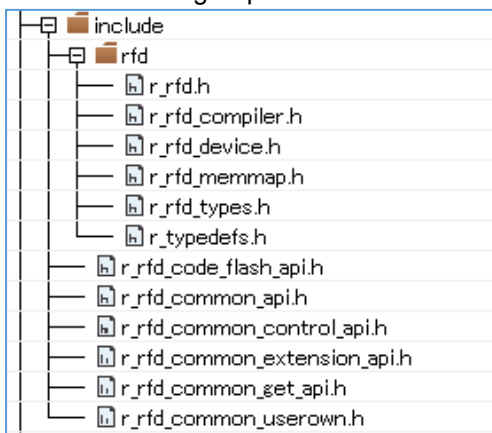 include
rfd
r_rfd.h
r_rfd_compiler.h
r_rfd_device.h
r_rfd_memmap.h
r_rfd_types.h
r_typedefs.h
r_rfd_code_flash_api.h
r_rfd_common_api.h
r_rfd_common_control_api.h
r_rfd_common_extension_api.h
r_rfd_common_get_api.h
r_rfd_common_userown.h